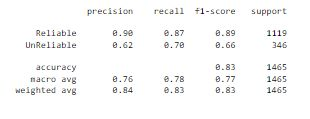 precision recall f1-score support
Reliable 0.90 0.87 0.89 1119
UnReliable 0.62 0.70 0.66 346
accuracy 0.83 1465
macro avg 0.76 0.78 0.77 1465
weighted avg 0.84 0.83 0.83 1465